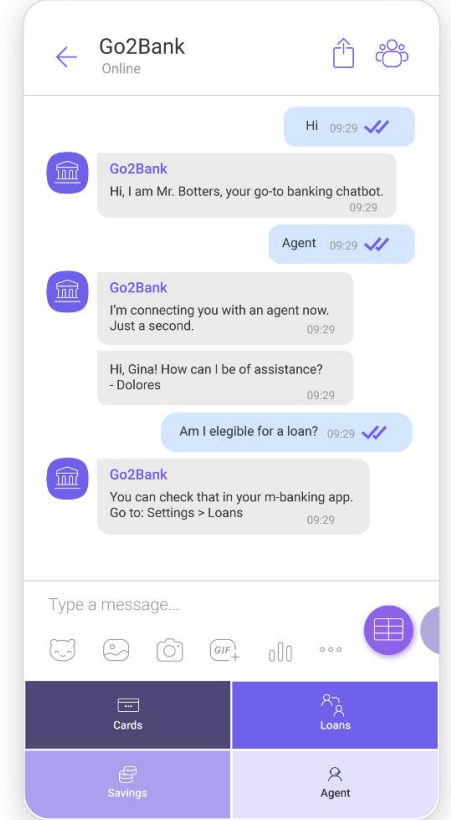 Go2Bank
Online
Hi 09:29
Go2Bank
Hi, I am Mr. Botters, your go-to banking chatbot.
09:29
Agent 09:29
Go2Bank
I'm connecting you with an agent now.
Just a second. 09:29
Hi, Gina! How can I be of assistance?
- Dolores
09:29
Am I elegible for a loan? 09:29
Go2Bank
You can check that in your m-banking app.
Go to: Settings > Loans 09:29
Type a message...
GIF
Cards
Loans
Savings
Agent